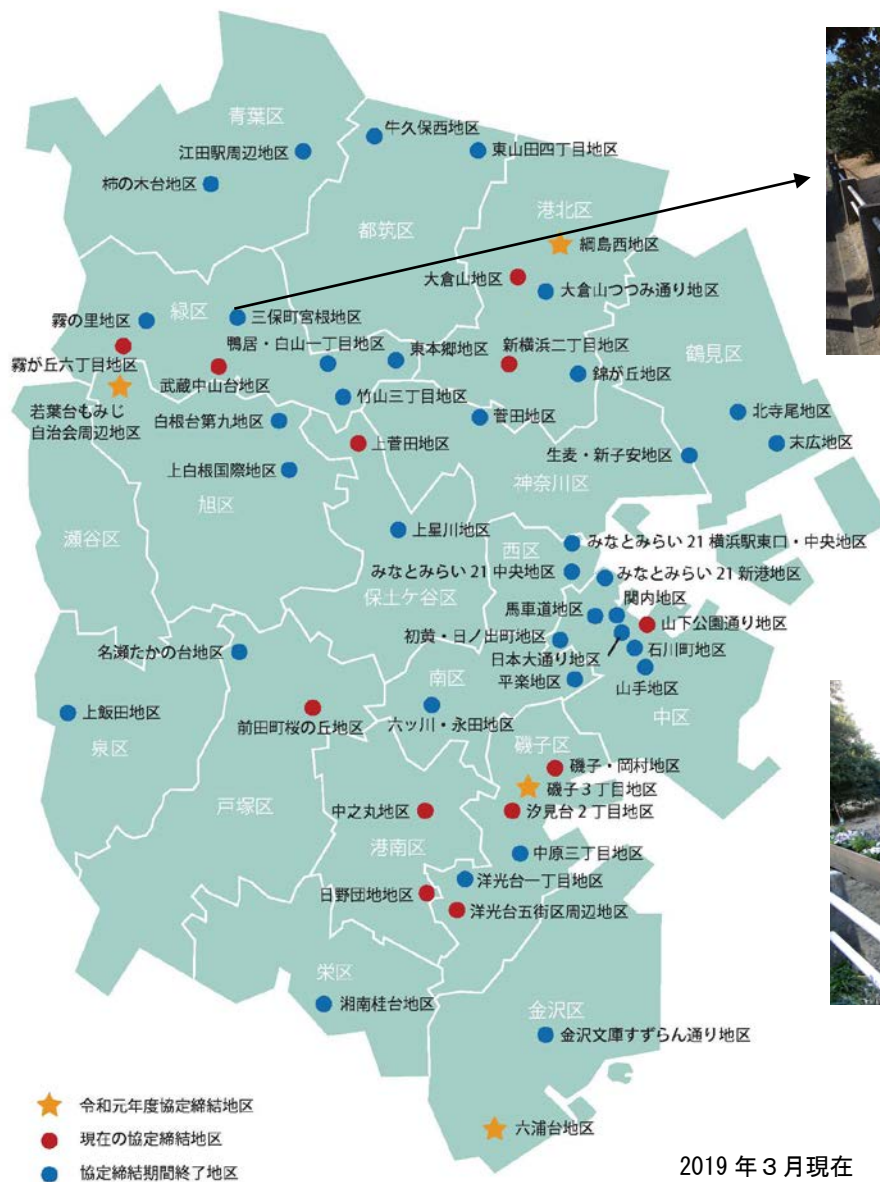 青葉区
牛久保西地区
江田駅周辺地区
東山田四丁目地区
柿の木台地区
港北区
都筑区
綱島西地区
大倉山地区
大倉山つつみ通り地区
緑区
霧の里地区
三保町宮根地区
鴨居・白山一丁目地区
東本郷地区
新横浜二丁目地区
鶴見区
霧が丘六丁目地区
武蔵中山台地区
錦が丘地区
竹山三丁目地区
若葉台もみじ
自治会周辺地区
白根台第九地区
菅田地区
北寺尾地区
上菅田地区
末広地区
生麦・新子安地区
上白根国際地区
神奈川区
旭区
瀬谷区
上星川地区
西区
みなとみらい 21 横浜駅東口・中央地区
みなとみらい 21 中央地区
みなとみらい 21 新港地区
保土ケ谷区
関内地区
馬車道地区
山下公園通り地区
初黄・日ノ出町地区
石川町地区
日本大通り地区
名瀬たかの台地区
平楽地区
山手地区
南区
上飯田地区
中区
前田町桜の丘地区
六ッ川・永田地区
泉区
磯子区
磯子・岡村地区
磯子３丁目地区
戸塚区
中之丸地区
汐見台２丁目地区
港南区
中原三丁目地区
洋光台一丁目地区
日野団地地区
洋光台五街区周辺地区
栄区
湘南桂台地区
金沢区
金沢文庫すずらん通り地区
令和元年度協定締結地区
六浦台地区
現在の協定締結地区
協定締結期間終了地区
2019 年３月現在